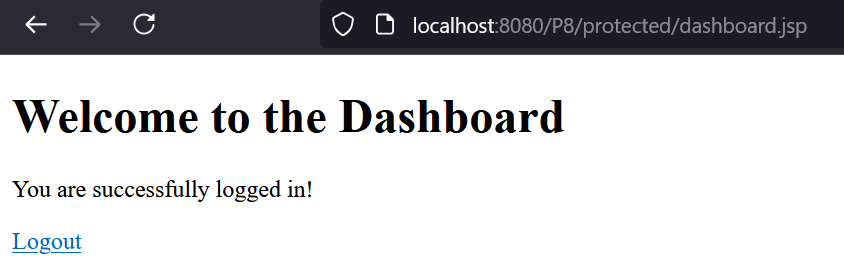 localhost:8080/P8/protected/dashboard.jsp
Welcome to the Dashboard
You are successfully logged in!
Logout